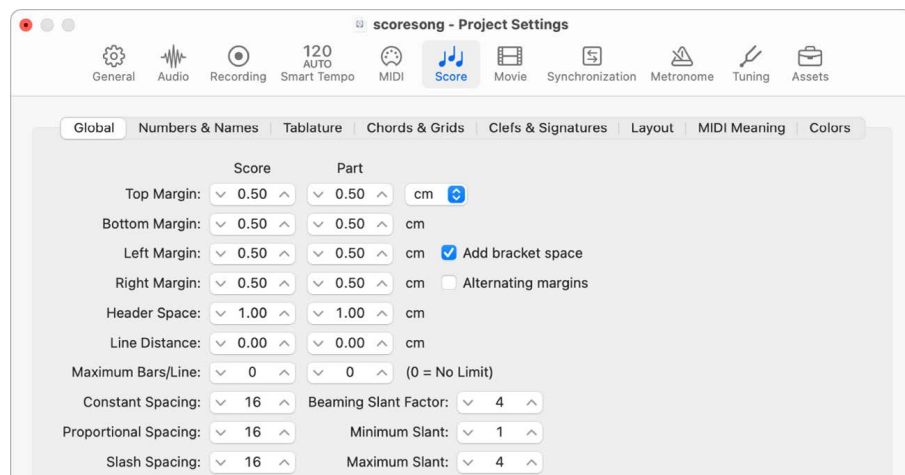 scoresong - Project Settings
120
AUTO
General Audio Recording Smart Tempo MIDI Score Movie Synchronization Metronome Tuning Assets
Global Numbers & Names Tablature Chords & Grids Clefs & Signatures Layout MIDI Meaning Colors
Score Part
Top Margin: 0.50 0.50 cm
Bottom Margin: 0.50 0.50 cm
Left Margin: 0.50 0.50 cm Add bracket space
Right Margin: 0.50 0.50 cm Alternating margins
Header Space: 1.00 1.00 cm
Line Distance: 0.00 0.00 cm
Maximum Bars/Line: 0 0 (0 = No Limit)
Constant Spacing: 16 Beaming Slant Factor: 4
Proportional Spacing: 16 Minimum Slant: 1
Slash Spacing: 16 Maximum Slant: 4